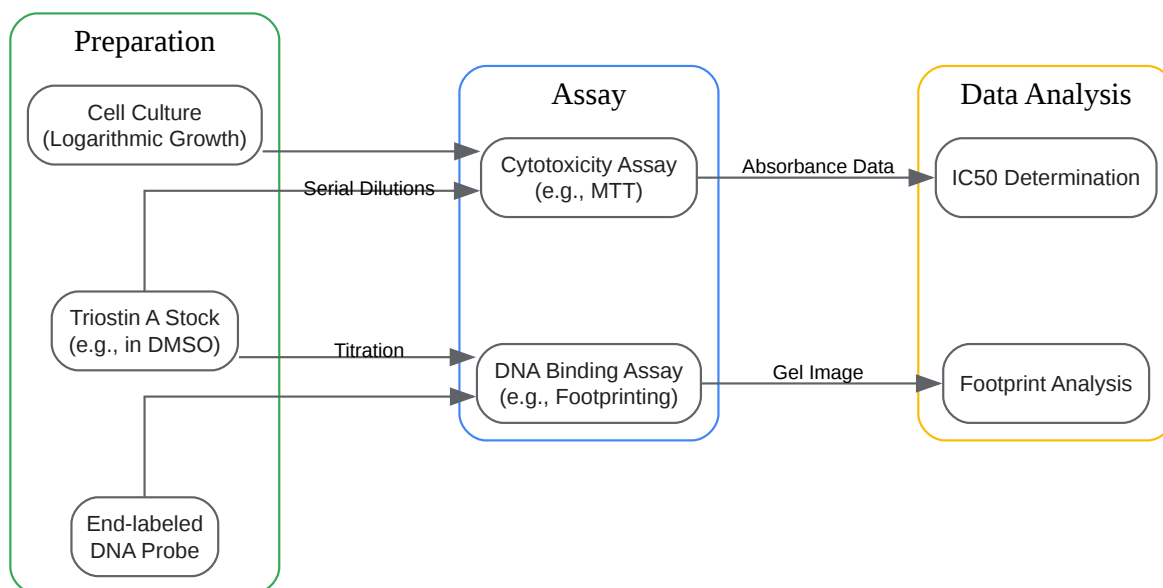 Preparation
Cell Culture
(Logarithmic Growth)
Serial Dilutions
Triostin A Stock
(e.g., in DMSO)
Titration
End-labeled
DNA Probe
Assay
Cytotoxicity Assay
(e.g., MTT)
Absorbance Data
DNA Binding Assay
(e.g., Footprinting)
Gel Image
Data Analysis
IC50 Determination
Footprint Analysis